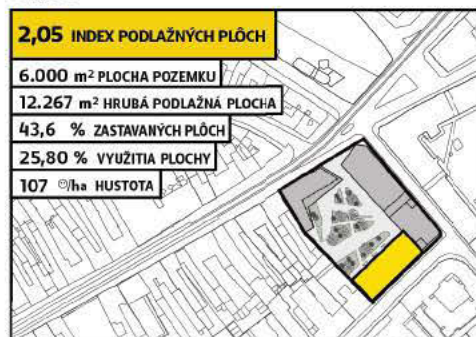 2,05 INDEX PODLAŽNÝCH PLÔCH
6.000 m² PLOCHA POZEMKU
12.267 m² HRUBÁ PODLAŽNÁ PLOCHA
43,6 % ZASTAVANÝCH PLÔCH
25,80 % VYUŽITIA PLOCHY
107 /ha HUSTOTA